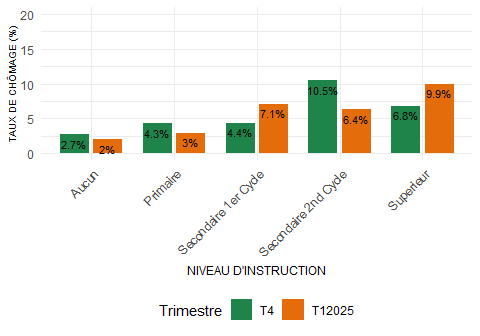 TAUX DE CHÔMAGE (%)
20
15
10
5
0
2.7%
2%
4.3%
3%
4.4%
7.1%
10.5%
6.4%
6.8%
9.9%
Aucun
Primaire
Secondaire 1er Cycle
Secondaire 2nd Cycle
Superieur
NIVEAU D'INSTRUCTION
Trimestre T4 T12025